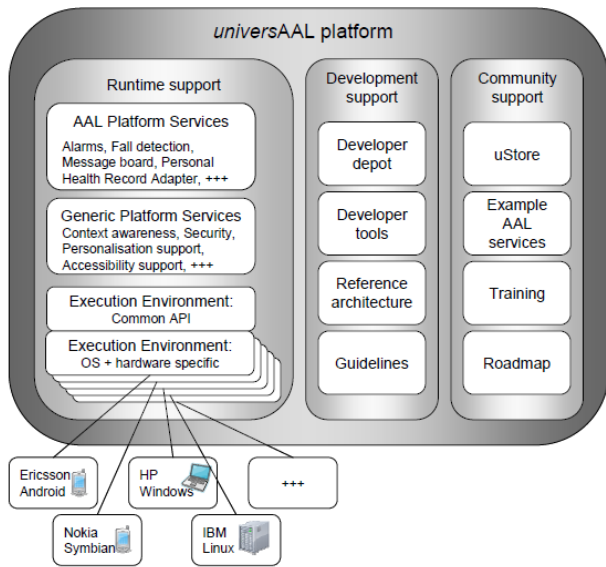 universAAL platform
Runtime support
AAL Platform Services
Alarms, Fall detection,
Message board, Personal
Health Record Adapter, +++
Generic Platform Services
Context awareness, Security,
Personalisation support,
Accessibility support, +++
Execution Environment:
Common API
Execution Environment:
OS + hardware specific
Development
support
Developer
depot
Developer
tools
Reference
architecture
Guidelines
Community
support
uStore
Example
AAL
services
Training
Roadmap
Ericsson
Android
HP
Windows
+++
Nokia
Symbian
IBM
Linux